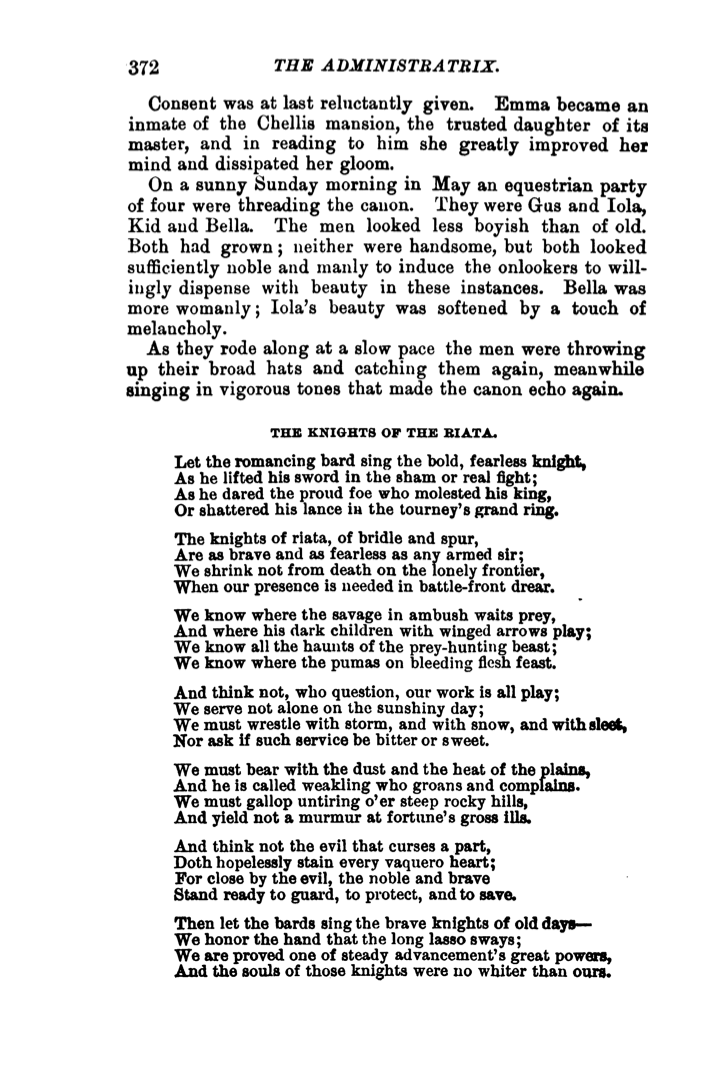 372 THE ADMINISTRATRIX.
Consent was at last reluctantly given. Emma became an
inmate of the Chellis mansion, the trusted daughter of its
master, and in reading to him she greatly improved her
mind and dissipated her gloom.
On a sunny Sunday morning in May an equestrian party
of four were threading the canon. They were Gus and Iola,
Kid and Bella. The men looked less boyish than of old.
Both had grown; neither were handsome, but both looked
sufficiently noble and manly to induce the onlookers to will-
ingly dispense with beauty in these instances. Bella was
more womanly; Iola's beauty was softened by a touch of
melancholy.
As they rode along at a slow pace the men were throwing
up their broad hats and catching them again, meanwhile
singing in vigorous tones that made the canon echo again.
THE KNIGHTS OF THE RIATA.
Let the romancing bard sing the bold, fearless knight,
As he lifted his sword in the sham or real fight;
As he dared the proud foe who molested his king,
Or shattered his lance in the tourney's grand ring.
The knights of riata, of bridle and spur,
Are as brave and as fearless as any armed sir;
We shrink not from death on the lonely frontier,
When our presence is needed in battle-front drear.
We know where the savage in ambush waits prey,
And where his dark children with winged arrows play;
We know all the haunts of the prey-hunting beast;
We know where the pumas on bleeding flesh feast.
And think not, who question, our work is all play;
We serve not alone on the sunshiny day;
We must wrestle with storm, and with snow, and with sleet,
Nor ask if such service be bitter or sweet.
We must bear with the dust and the heat of the plains,
And he is called weakling who groans and complains.
We must gallop untiring o'er steep rocky hills,
And yield not a murmur at fortune's gross ills.
And think not the evil that curses a part,
Doth hopelessly stain every vaquero heart;
For close by the evil, the noble and brave
Stand ready to guard, to protect, and to save.
Then let the bards sing the brave knights of old days—
We honor the hand that the long lasso sways;
We are proved one of steady advancement's great powers,
And the souls of those knights were no whiter than ours.